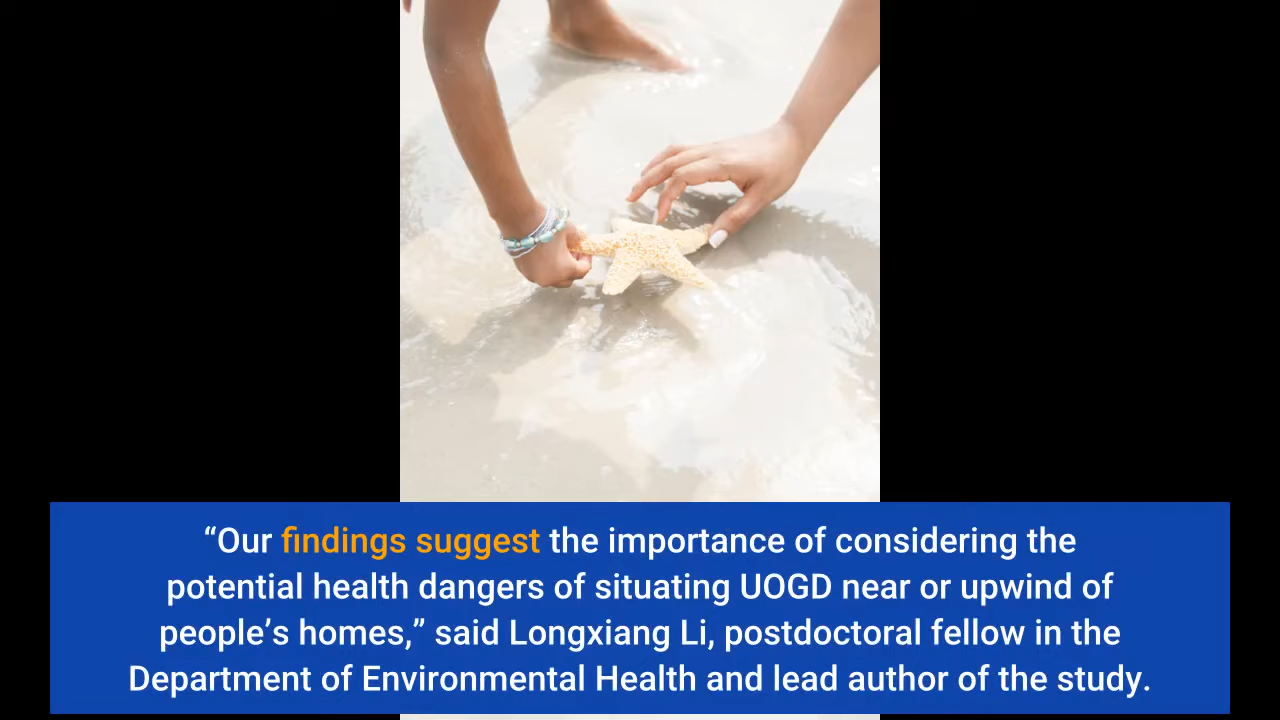 “Our findings suggest the importance of considering the
potential health dangers of situating UOGD near or upwind of
people’s homes,” said Longxiang Li, postdoctoral fellow in the
Department of Environmental Health and lead author of the study.